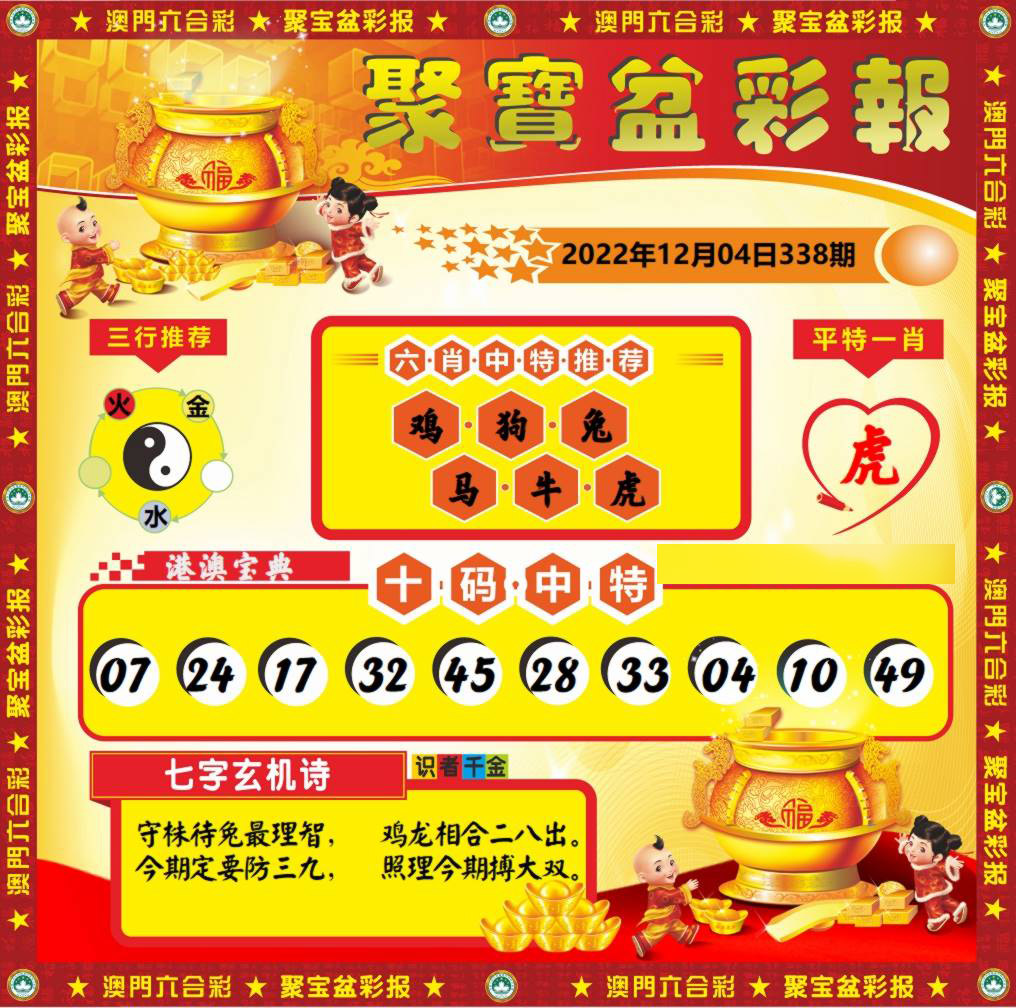 ★ 澳門六合彩 ★ 聚宝盆彩报 ★ ★ 澳門六合彩 ★ 聚宝盆彩报 ★
聚寶盆彩報
福
2022年12月04日338期
三行推荐
火 金
水
六·肖·中·特·推·荐
鸡·狗·兔
马·牛·虎
平特一肖
虎
港澳宝典
十·码·中·特
07 24 17 32 45 28 33 04 10 49
七字玄机诗
识者千金
守株待兔最理智, 鸡龙相合二八出。
今期定要防三九, 照理今期搏大双。
福
★ 澳門六合彩 ★ 聚宝盆彩报 ★ ★ 澳門六合彩 ★ 聚宝盆彩报 ★
★ 澳門六合彩 ★ 聚宝盆彩报 ★
★ 澳門六合彩 ★ 聚宝盆彩报 ★
★ 澳門六合彩 ★ 聚宝盆彩报 ★
★ 澳門六合彩 ★ 聚宝盆彩报 ★